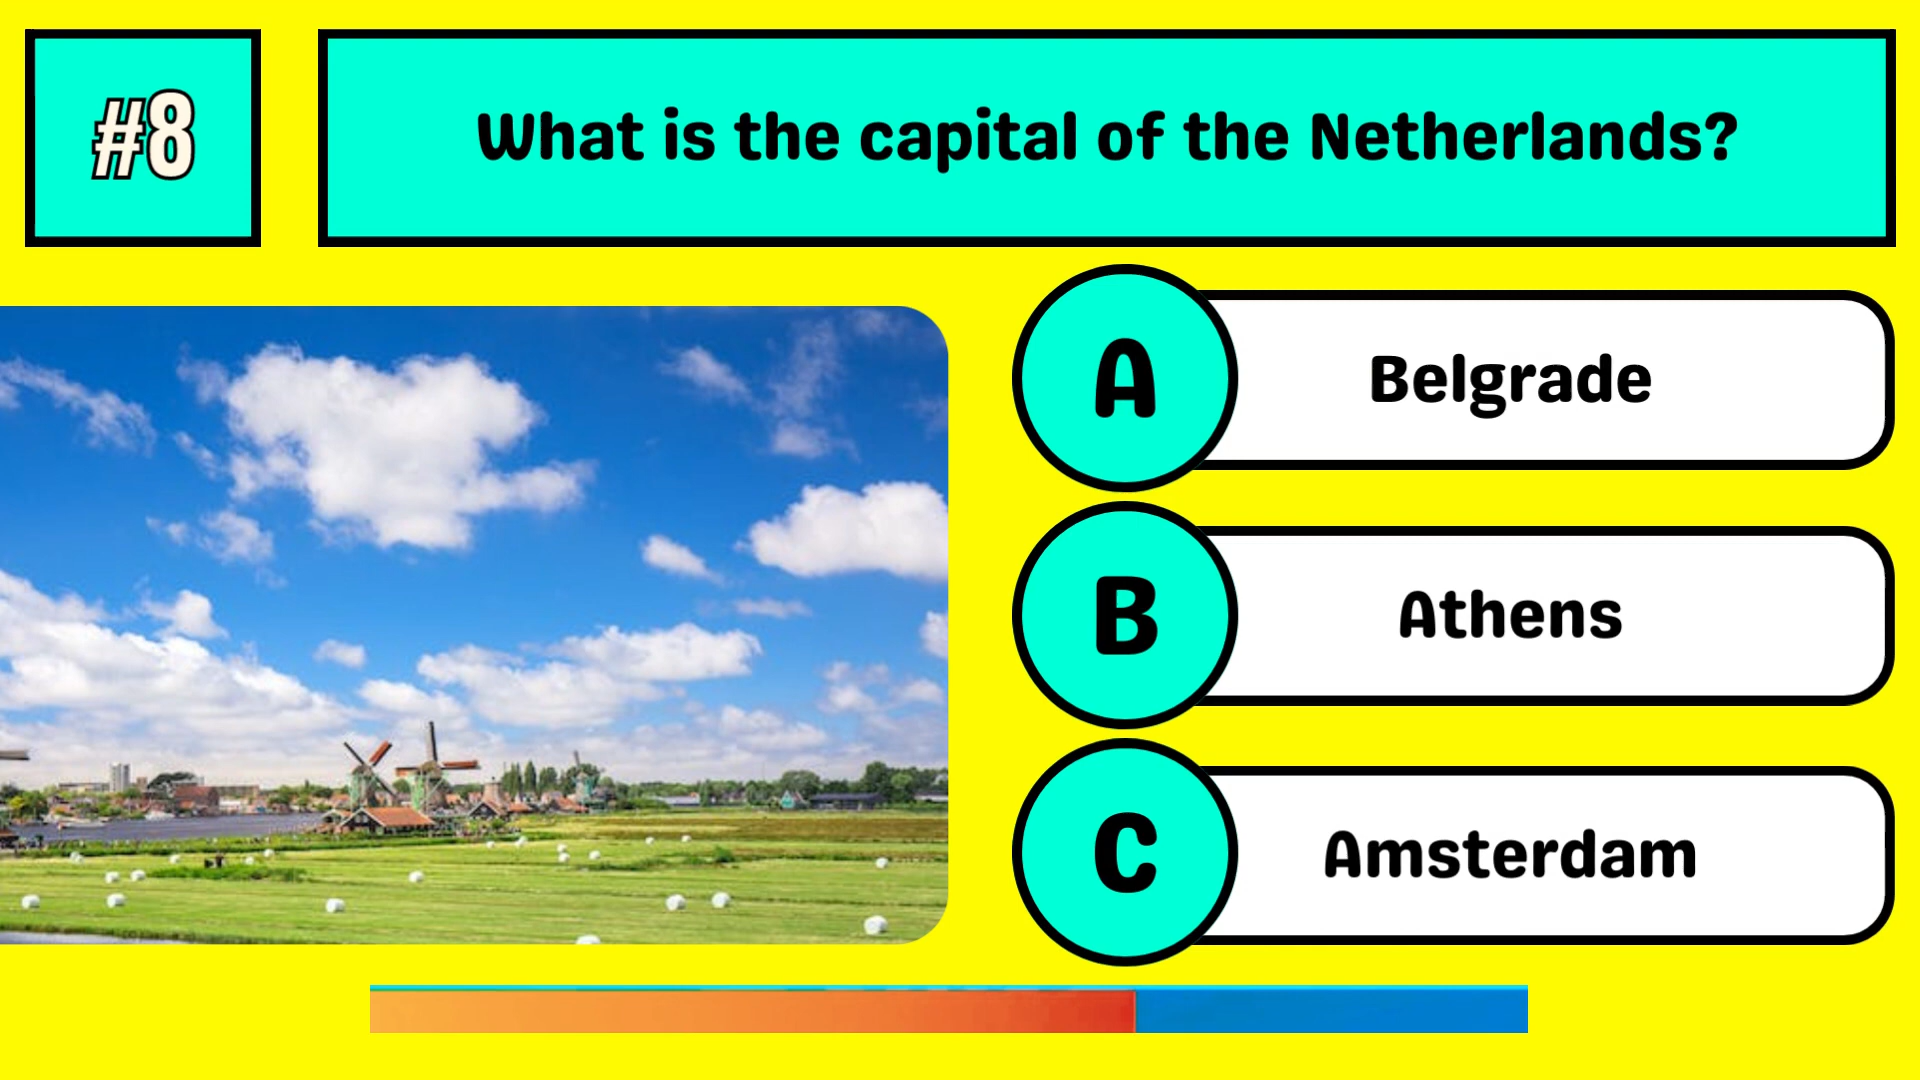 #8
What is the capital of the Netherlands?
A
Belgrade
B
Athens
C
Amsterdam